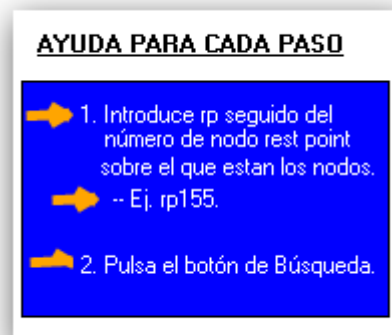 AYUDA PARA CADA PASO
1. Introduce rp seguido del
número de nodo rest point
sobre el que estan los nodos.
-- Ej. rp155.
2. Pulsa el botón de Búsqueda.